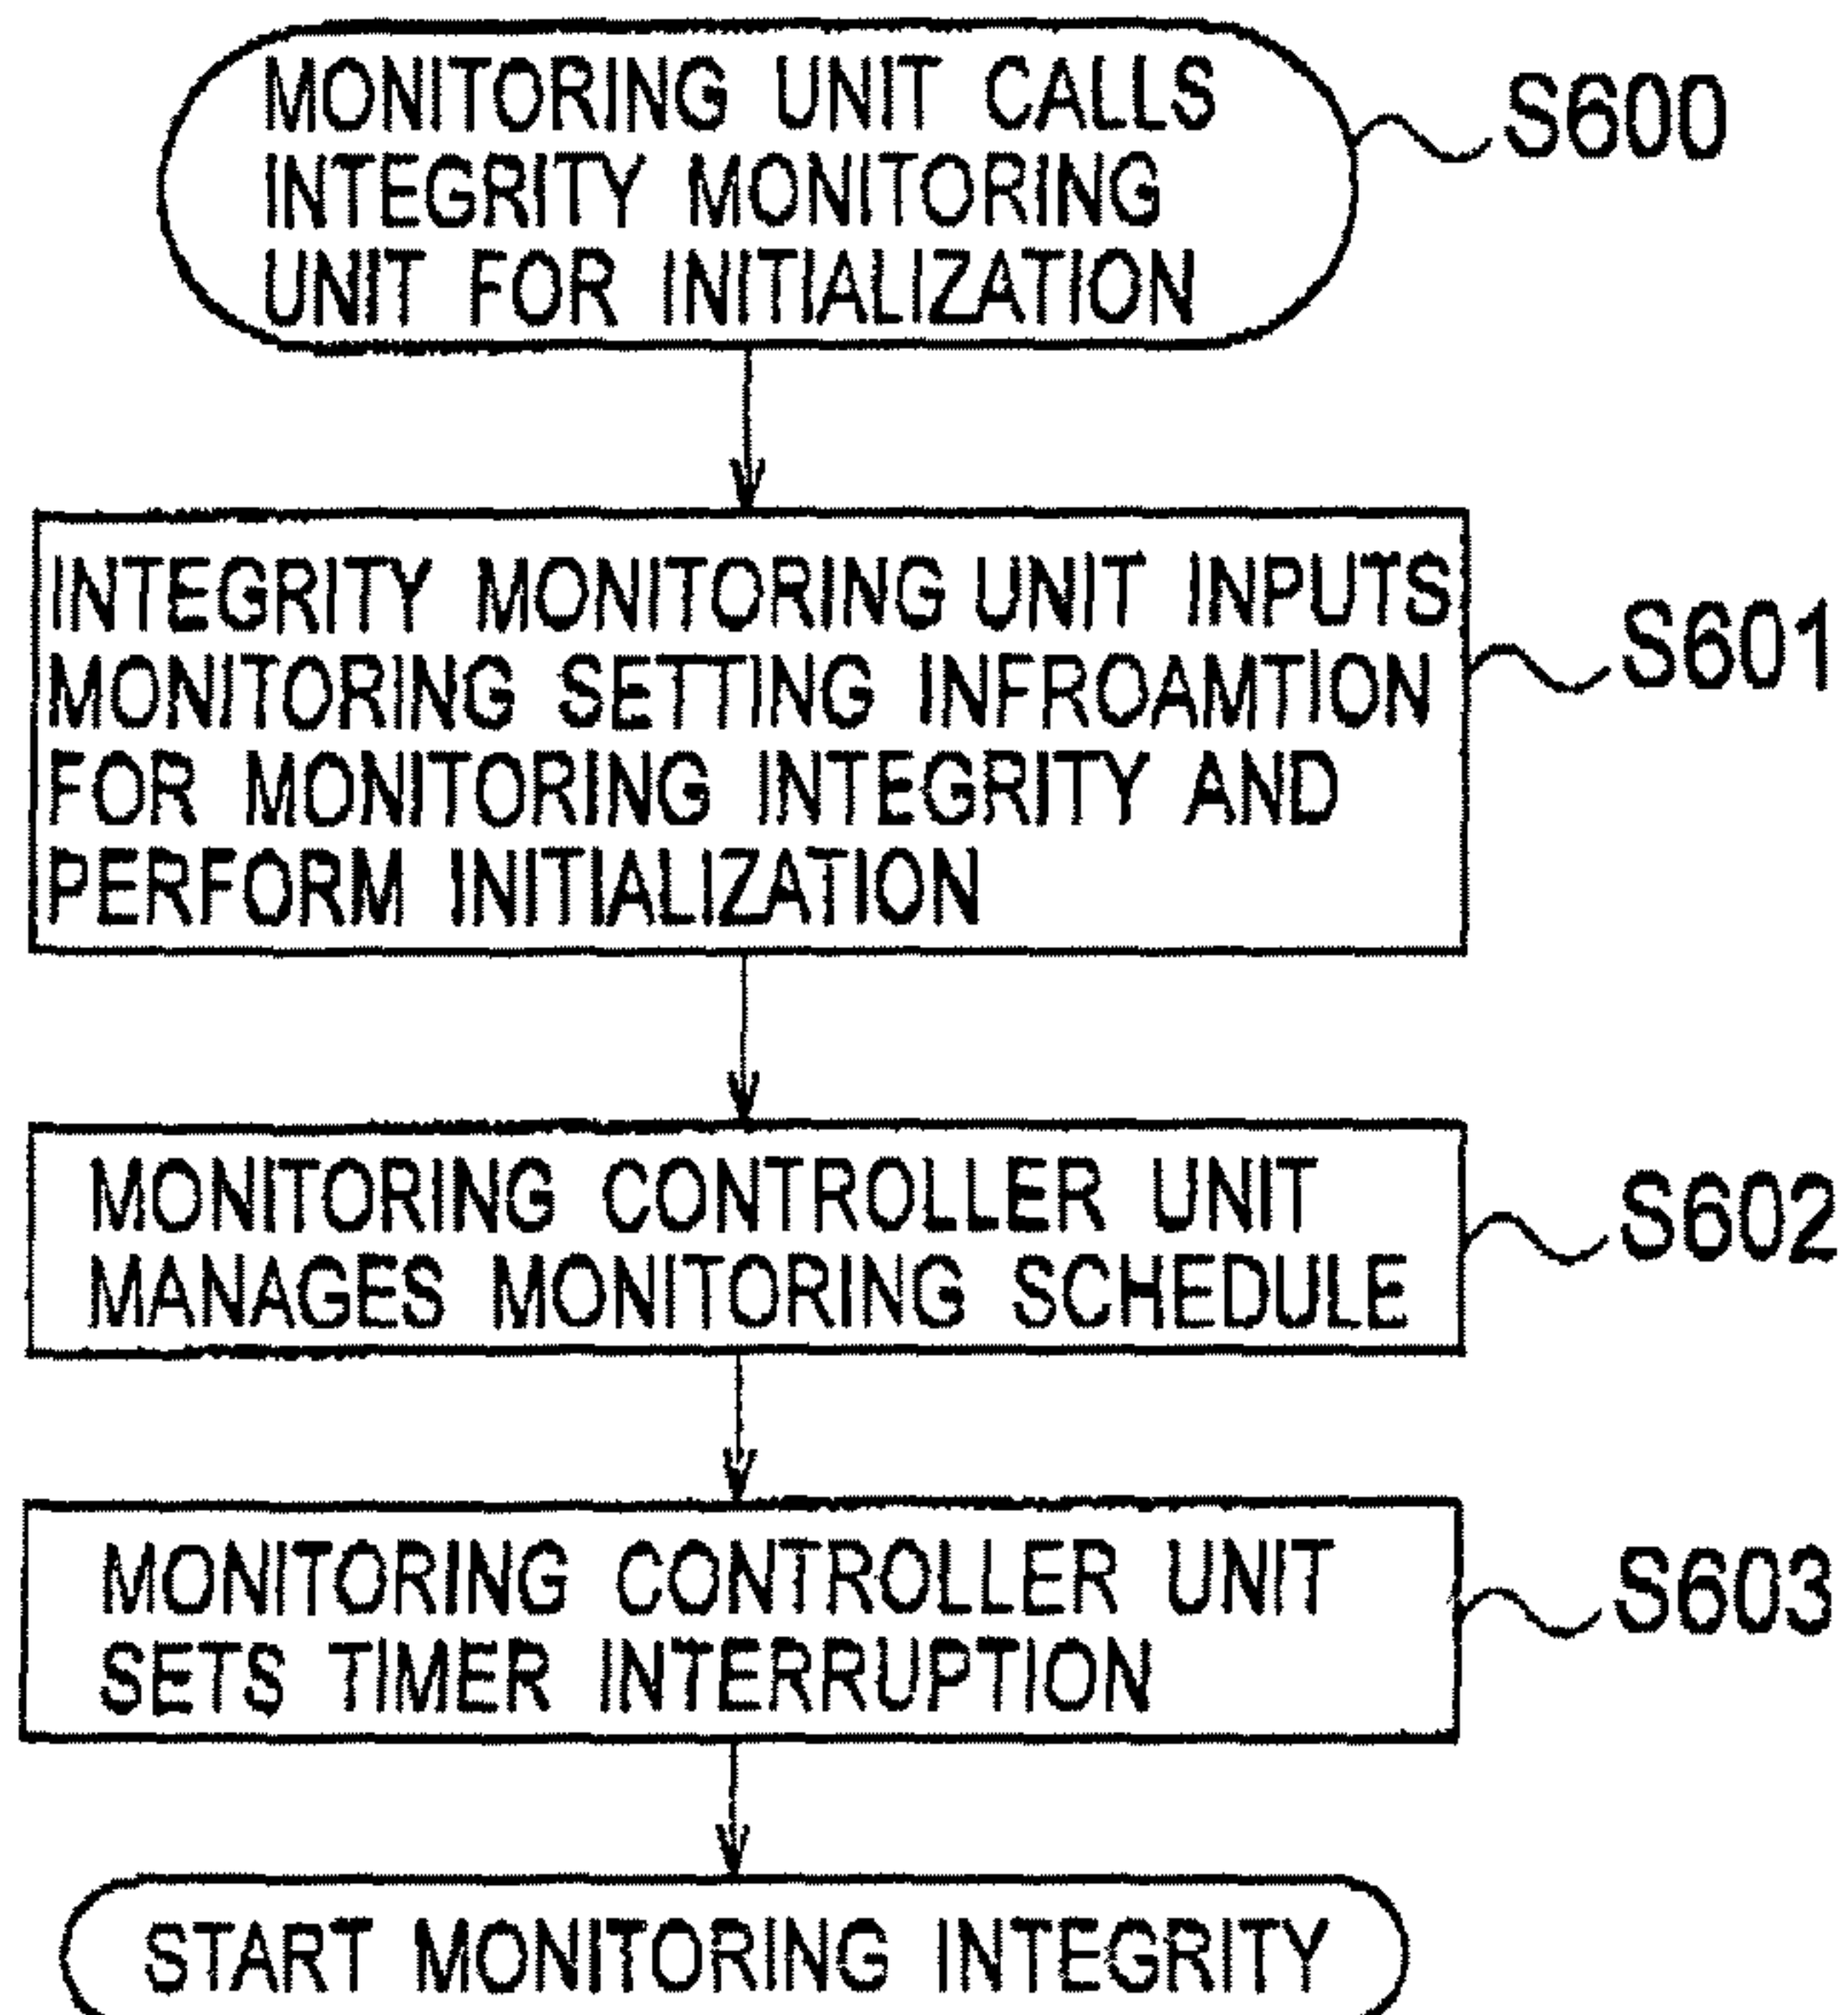 MONITORING UNIT CALLS
INTEGRITY MONITORING
UNIT FOR INITIALIZATION
S600
INTEGRITY MONITORING UNIT INPUTS
MONITORING SETTING INFROAMTION
FOR MONITORING INTEGRITY AND
PERFORM INITIALIZATION
S601
MONITORING CONTROLLER UNIT
MANAGES MONITORING SCHEDULE
S602
MONITORING CONTROLLER UNIT
SETS TIMER INTERRUPTION
S603
START MONITORING INTEGRITY